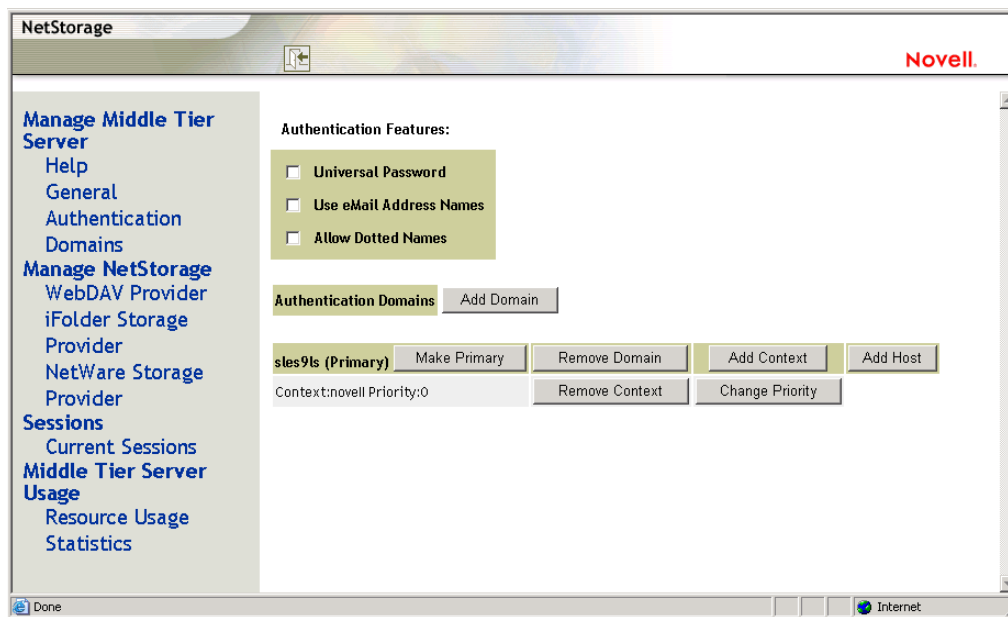 NetStorage
Novell.
Manage Middle Tier
Server
Help
General
Authentication
Domains
Manage NetStorage
WebDAV Provider
iFolder Storage
Provider
NetWare Storage
Provider
Sessions
Current Sessions
Middle Tier Server
Usage
Resource Usage
Statistics
Authentication Features:
Universal Password
Use eMail Address Names
Allow Dotted Names
Authentication Domains Add Domain
sles9ls (Primary) Make Primary Remove Domain Add Context Add Host
Context:novell Priority:0 Remove Context Change Priority
Done Internet